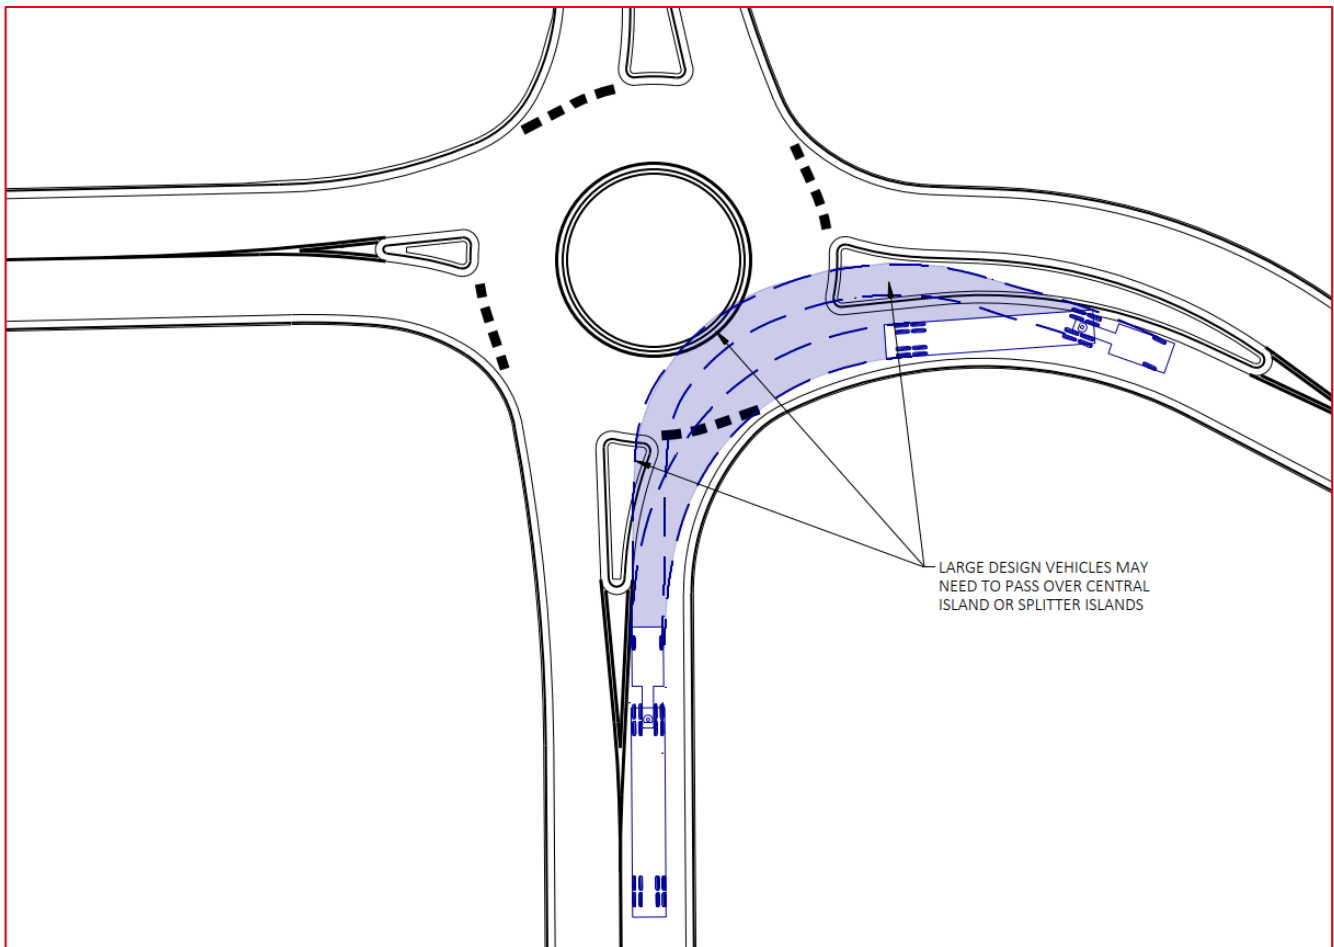 LARGE DESIGN VEHICLES MAY
NEED TO PASS OVER CENTRAL
ISLAND OR SPLITTER ISLANDS